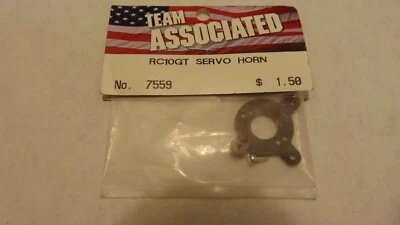 TEAM
ASSOCIATED
RC10GT SERVO HORN
No. 7559 $ 1.50